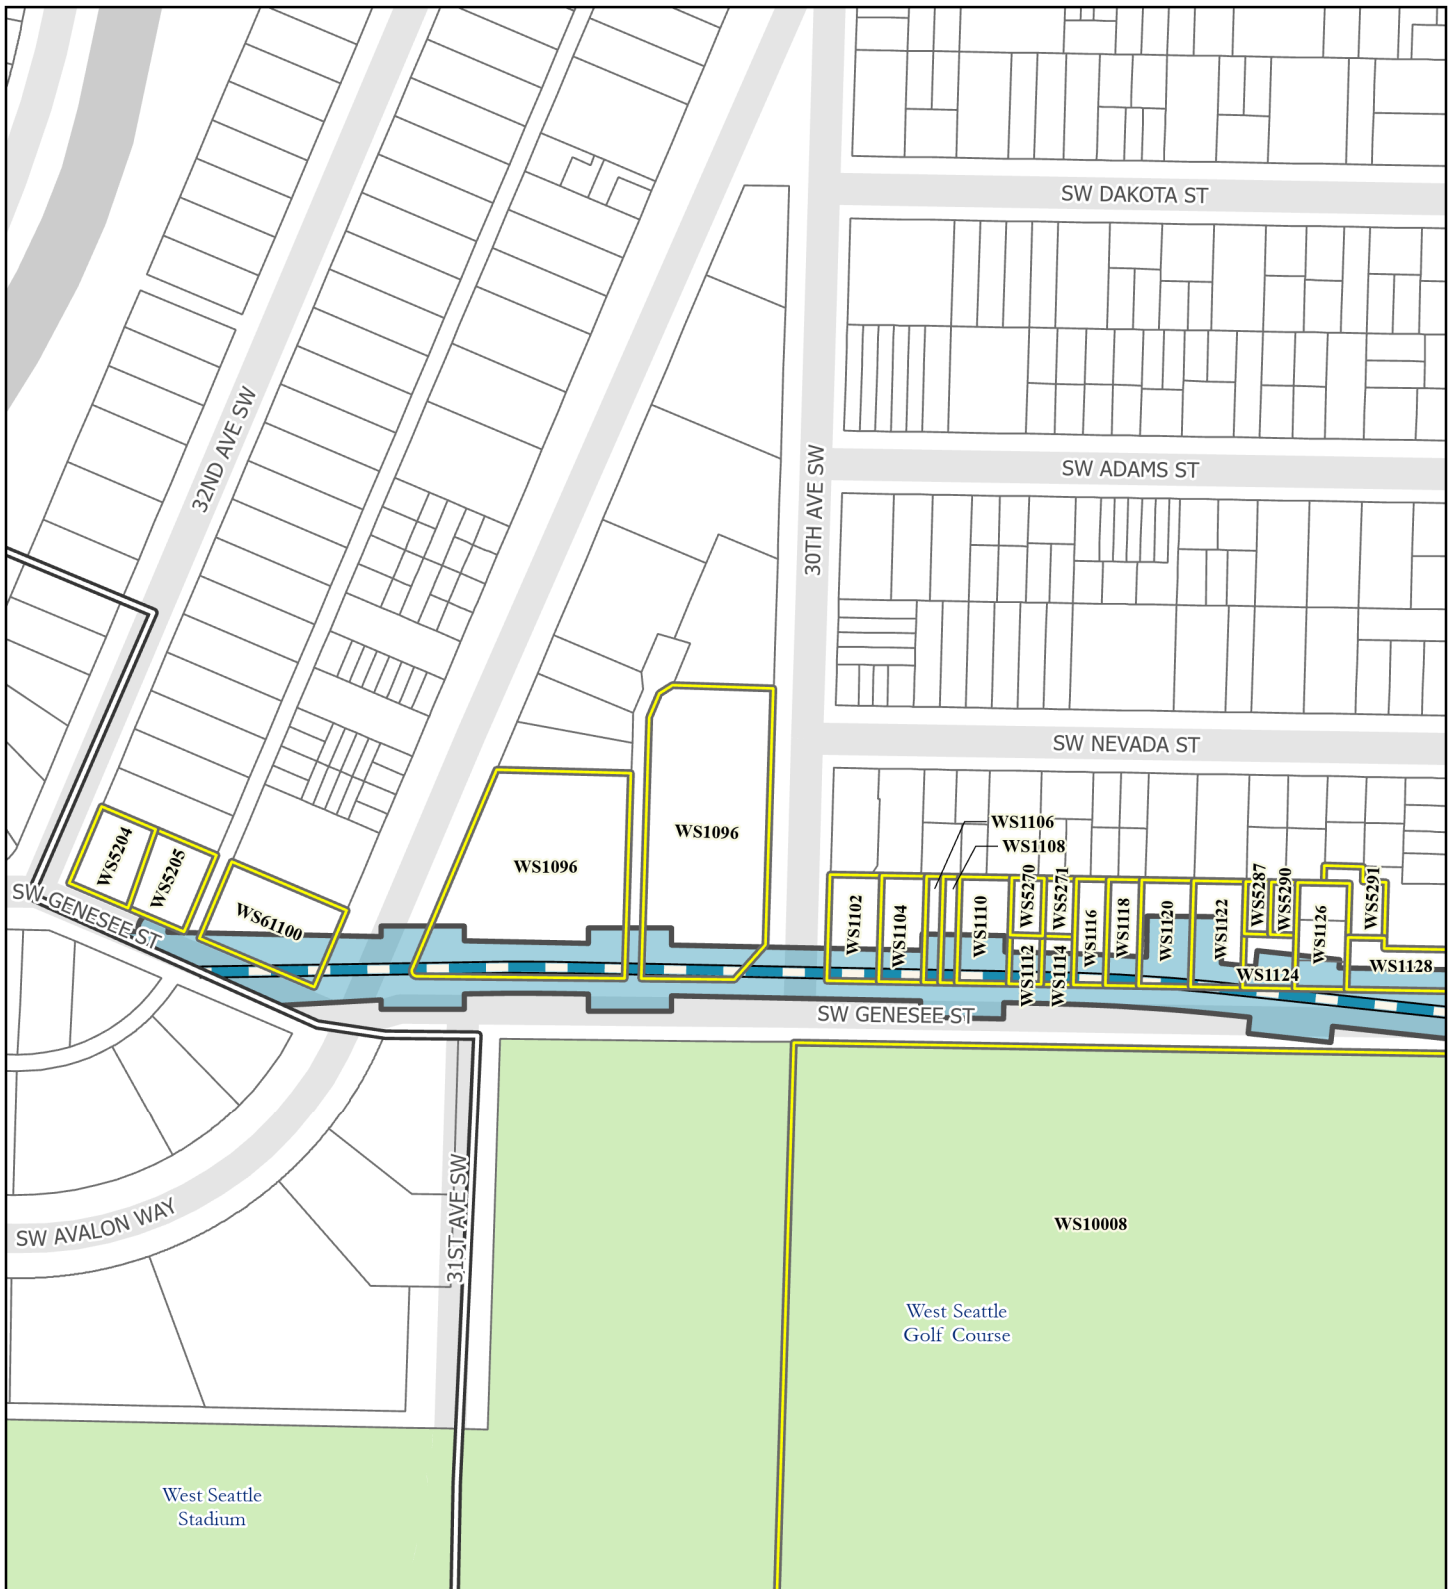 SW DAKOTA ST
32ND AVE SW
30TH AVE SW
SW ADAMS ST
SW NEVADA ST
WS5204
WS5205
WS61100
WS1096
WS1096
WS1106
WS1108
WS1102
WS1104
WS1110
WS5270
WS5271
WS1112
WS1114
WS1116
WS1118
WS1120
WS1122
WS5287
WS5290
WS1124
WS1126
WS5291
WS1128
SW GENESEE ST
SW GENESEE ST
SW AVALON WAY
31ST AVE SW
WS10008
West Seattle
Golf Course
West Seattle
Stadium